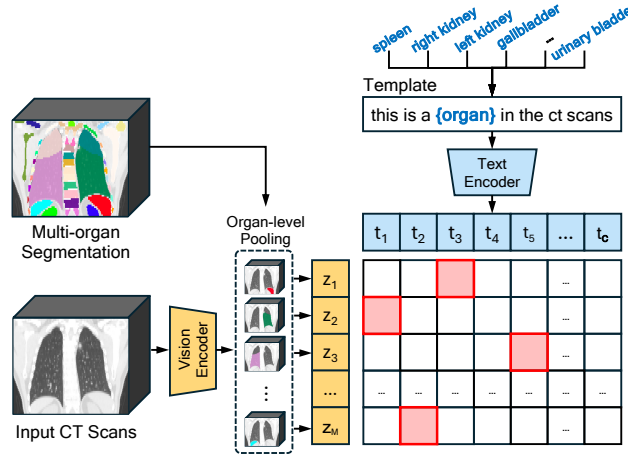 spleen
right kidney
left kidney
gallbladder
...
urinary bladder
Template
this is a {organ} in the ct scans
Text
Encoder
Multi-organ
Segmentation
Organ-level
Pooling
t1 t2 t3 t4 t5 ... tc
z1 ...
z2 ...
z3 ...
... ... ... ... ... ... ... ...
zM ...
Vision
Encoder
Input CT Scans